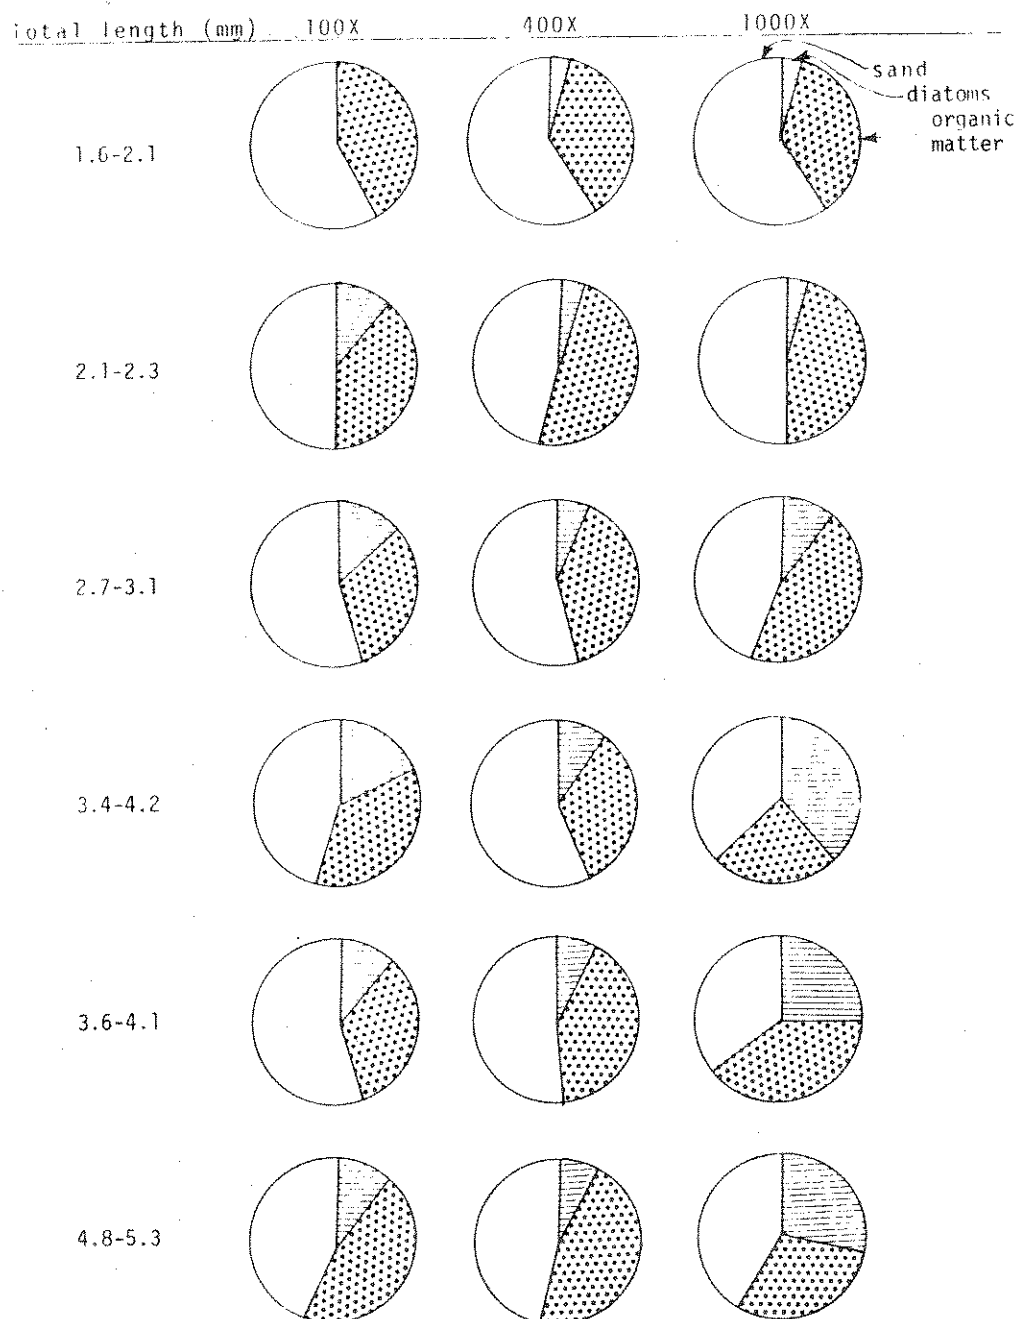 Total length (mm) 100X 400X 1000X
sand
diatoms
organic
matter
1.6-2.1
2.1-2.3
2.7-3.1
3.4-4.2
3.6-4.1
4.8-5.3